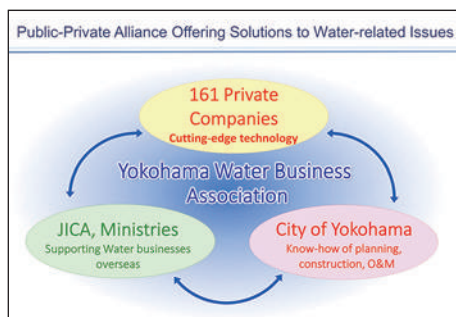 Public-Private Alliance Offering Solutions to Water-related Issues
161 Private
Companies
Cutting-edge technology
Yokohama Water Business
Association
JICA, Ministries
Supporting Water businesses
overseas
City of Yokohama
Know-how of planning,
construction, O&M